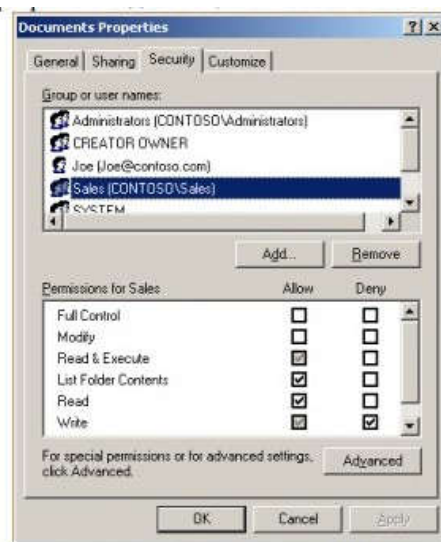 Documents Properties
General Sharing Security Customize
Group or user names:
Administrators (CONTOSO\Administrators)
CREATOR OWNER
Joe (Joe@contoso.com)
Sales (CONTOSO\Sales)
SYSTEM
Add... Remove
Permissions for Sales Allow Deny
Full Control
Modify
Read & Execute
List Folder Contents
Read
Write
For special permissions or for advanced settings, Advanced
click Advanced.
OK Cancel Apply